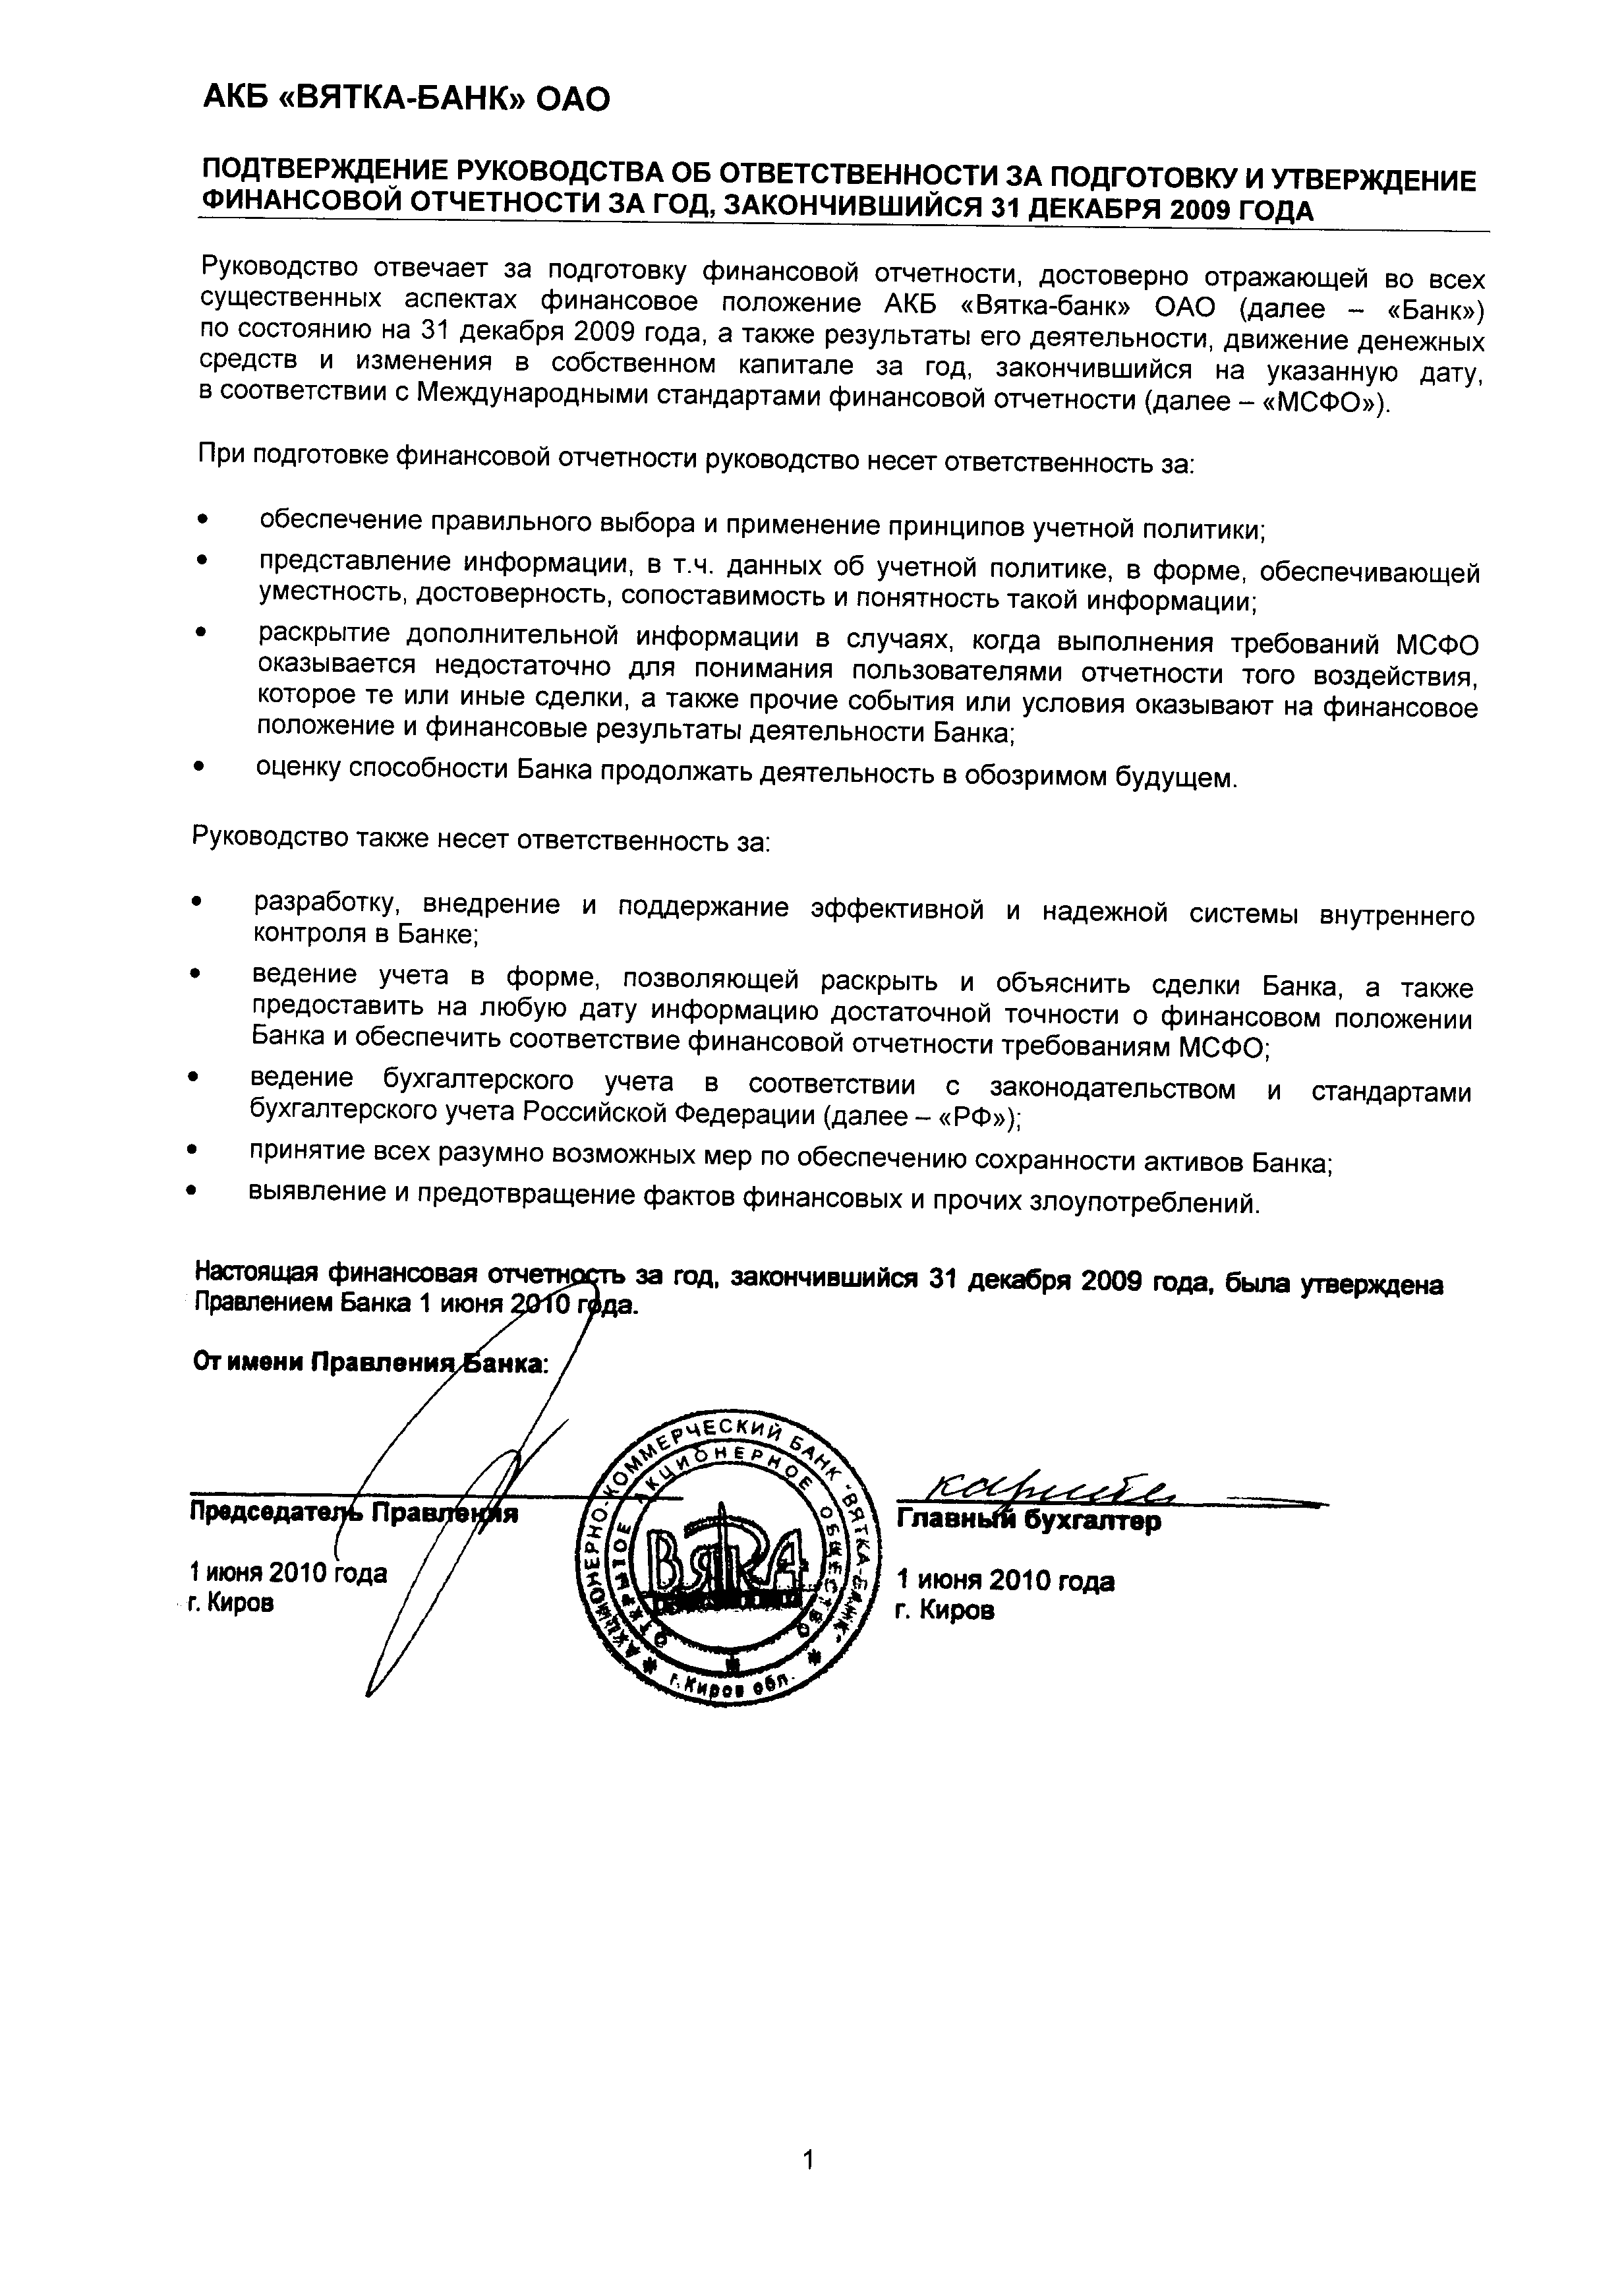 АКБ «ВЯТКА-БАНК» ОАО
ПОДТВЕРЖДЕНИЕ РУКОВОДСТВА ОБ ОТВЕТСТВЕННОСТИ ЗА ПОДГОТОВКУ И УТВЕРЖДЕНИЕ
ФИНАНСОВОЙ ОТЧЕТНОСТИ ЗА ГОД, ЗАКОНЧИВШИЙСЯ 31 ДЕКАБРЯ 2009 ГОДА
Руководство отвечает за подготовку финансовой отчетности, достоверно отражающей во всех
существенных аспектах финансовое положение АКБ «Вятка-банк» ОАО (далее – «Банк»)
по состоянию на 31 декабря 2009 года, а также результаты его деятельности, движение денежных
средств и изменения в собственном капитале за год, закончившийся на указанную дату,
в соответствии с Международными стандартами финансовой отчетности (далее – «МСФО»).
При подготовке финансовой отчетности руководство несет ответственность за:
• обеспечение правильного выбора и применение принципов учетной политики;
• представление информации, в т.ч. данных об учетной политике, в форме, обеспечивающей
уместность, достоверность, сопоставимость и понятность такой информации;
• раскрытие дополнительной информации в случаях, когда выполнения требований МСФО
оказывается недостаточно для понимания пользователями отчетности того воздействия,
которое те или иные сделки, а также прочие события или условия оказывают на финансовое
положение и финансовые результаты деятельности Банка;
• оценку способности Банка продолжать деятельность в обозримом будущем.
Руководство также несет ответственность за:
• разработку, внедрение и поддержание эффективной и надежной системы внутреннего
контроля в Банке;
• ведение учета в форме, позволяющей раскрыть и объяснить сделки Банка, а также
предоставить на любую дату информацию достаточной точности о финансовом положении
Банка и обеспечить соответствие финансовой отчетности требованиям МСФО;
• ведение бухгалтерского учета в соответствии с законодательством и стандартами
бухгалтерского учета Российской Федерации (далее – «РФ»);
• принятие всех разумно возможных мер по обеспечению сохранности активов Банка;
• выявление и предотвращение фактов финансовых и прочих злоупотреблений.
Настоящая финансовая отчетность за год, закончившийся 31 декабря 2009 года, была утверждена
Правлением Банка 1 июня 2010 года.
От имени Правления Банка:
Председатель Правления
1 июня 2010 года
г. Киров
АКЦИОНЕРНО-КОММЕРЧЕСКИЙ БАНК "ВЯТКА-БАНК"
ОТКРЫТОЕ АКЦИОНЕРНОЕ ОБЩЕСТВО
ВЯТКА
г. Киров обл.
Главный бухгалтер
1 июня 2010 года
г. Киров
1